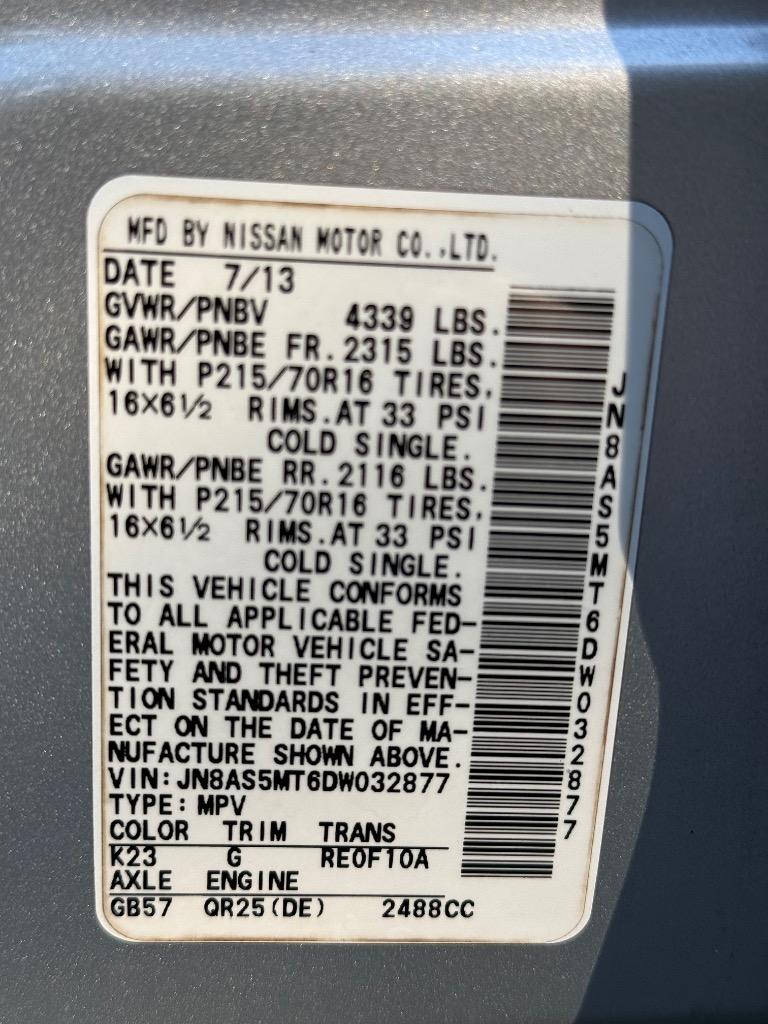 MFD BY NISSAN MOTOR CO.,LTD.
DATE 7/13
GVWR/PNBV 4339 LBS.
GAWR/PNBE FR.2315 LBS.
WITH P215/70R16 TIRES,
16X6½ RIMS.AT 33 PSI
COLD SINGLE.
GAWR/PNBE RR.2116 LBS.
WITH P215/70R16 TIRES,
16X6½ RIMS.AT 33 PSI
COLD SINGLE.
THIS VEHICLE CONFORMS
TO ALL APPLICABLE FED-
ERAL MOTOR VEHICLE SA-
FETY AND THEFT PREVEN-
TION STANDARDS IN EFF-
ECT ON THE DATE OF MA-
NUFACTURE SHOWN ABOVE.
VIN:JN8AS5MT6DW032877
TYPE:MPV
COLOR TRIM TRANS
K23 G RE0F10A
AXLE ENGINE
GB57 QR25(DE) 2488CC
JN8AS5MT6DW032877